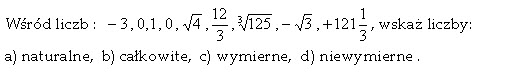 Wśród liczb : −3 , 0,1, 0 , √4 , 12/3 , ∛125 , −√3 , +121 1/3 , wskaż liczby:
a) naturalne, b) całkowite, c) wymierne, d) niewymierne .